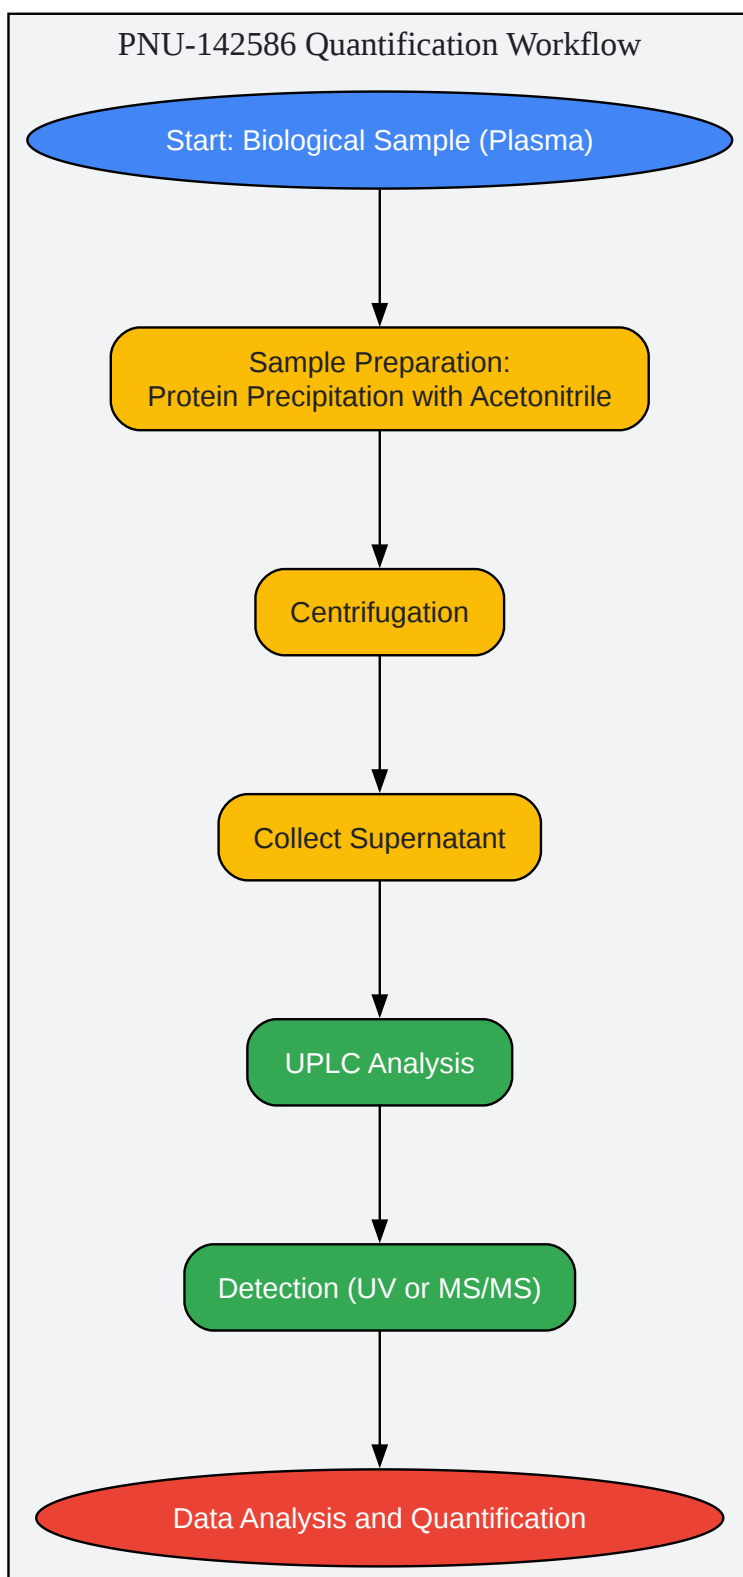 PNU-142586 Quantification Workflow
Start: Biological Sample (Plasma)
Sample Preparation:
Protein Precipitation with Acetonitrile
Centrifugation
Collect Supernatant
UPLC Analysis
Detection (UV or MS/MS)
Data Analysis and Quantification